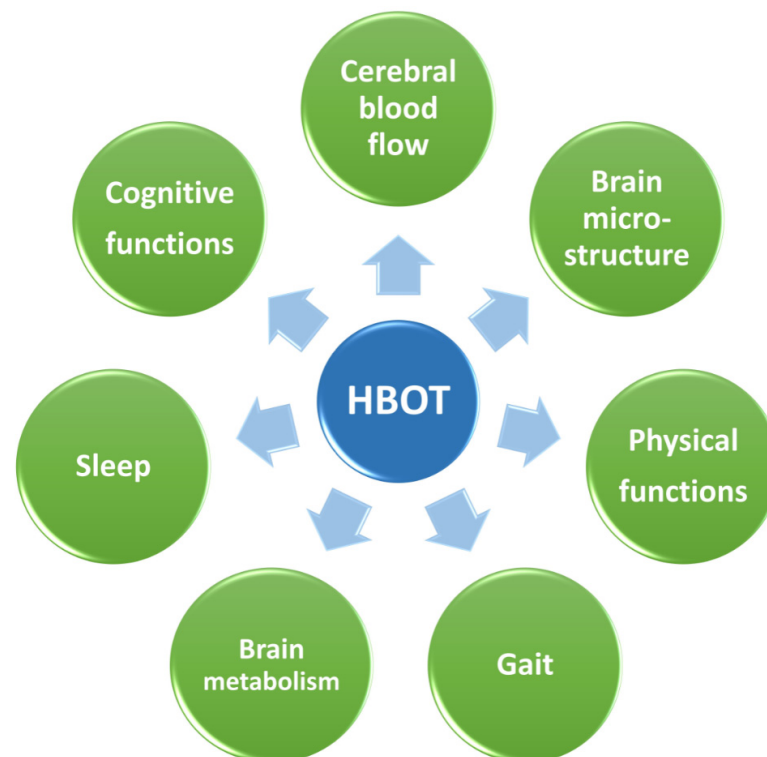 Cerebral
blood
flow
Brain
micro-
structure
Physical
functions
Gait
Brain
metabolism
Sleep
Cognitive
functions
HBOT